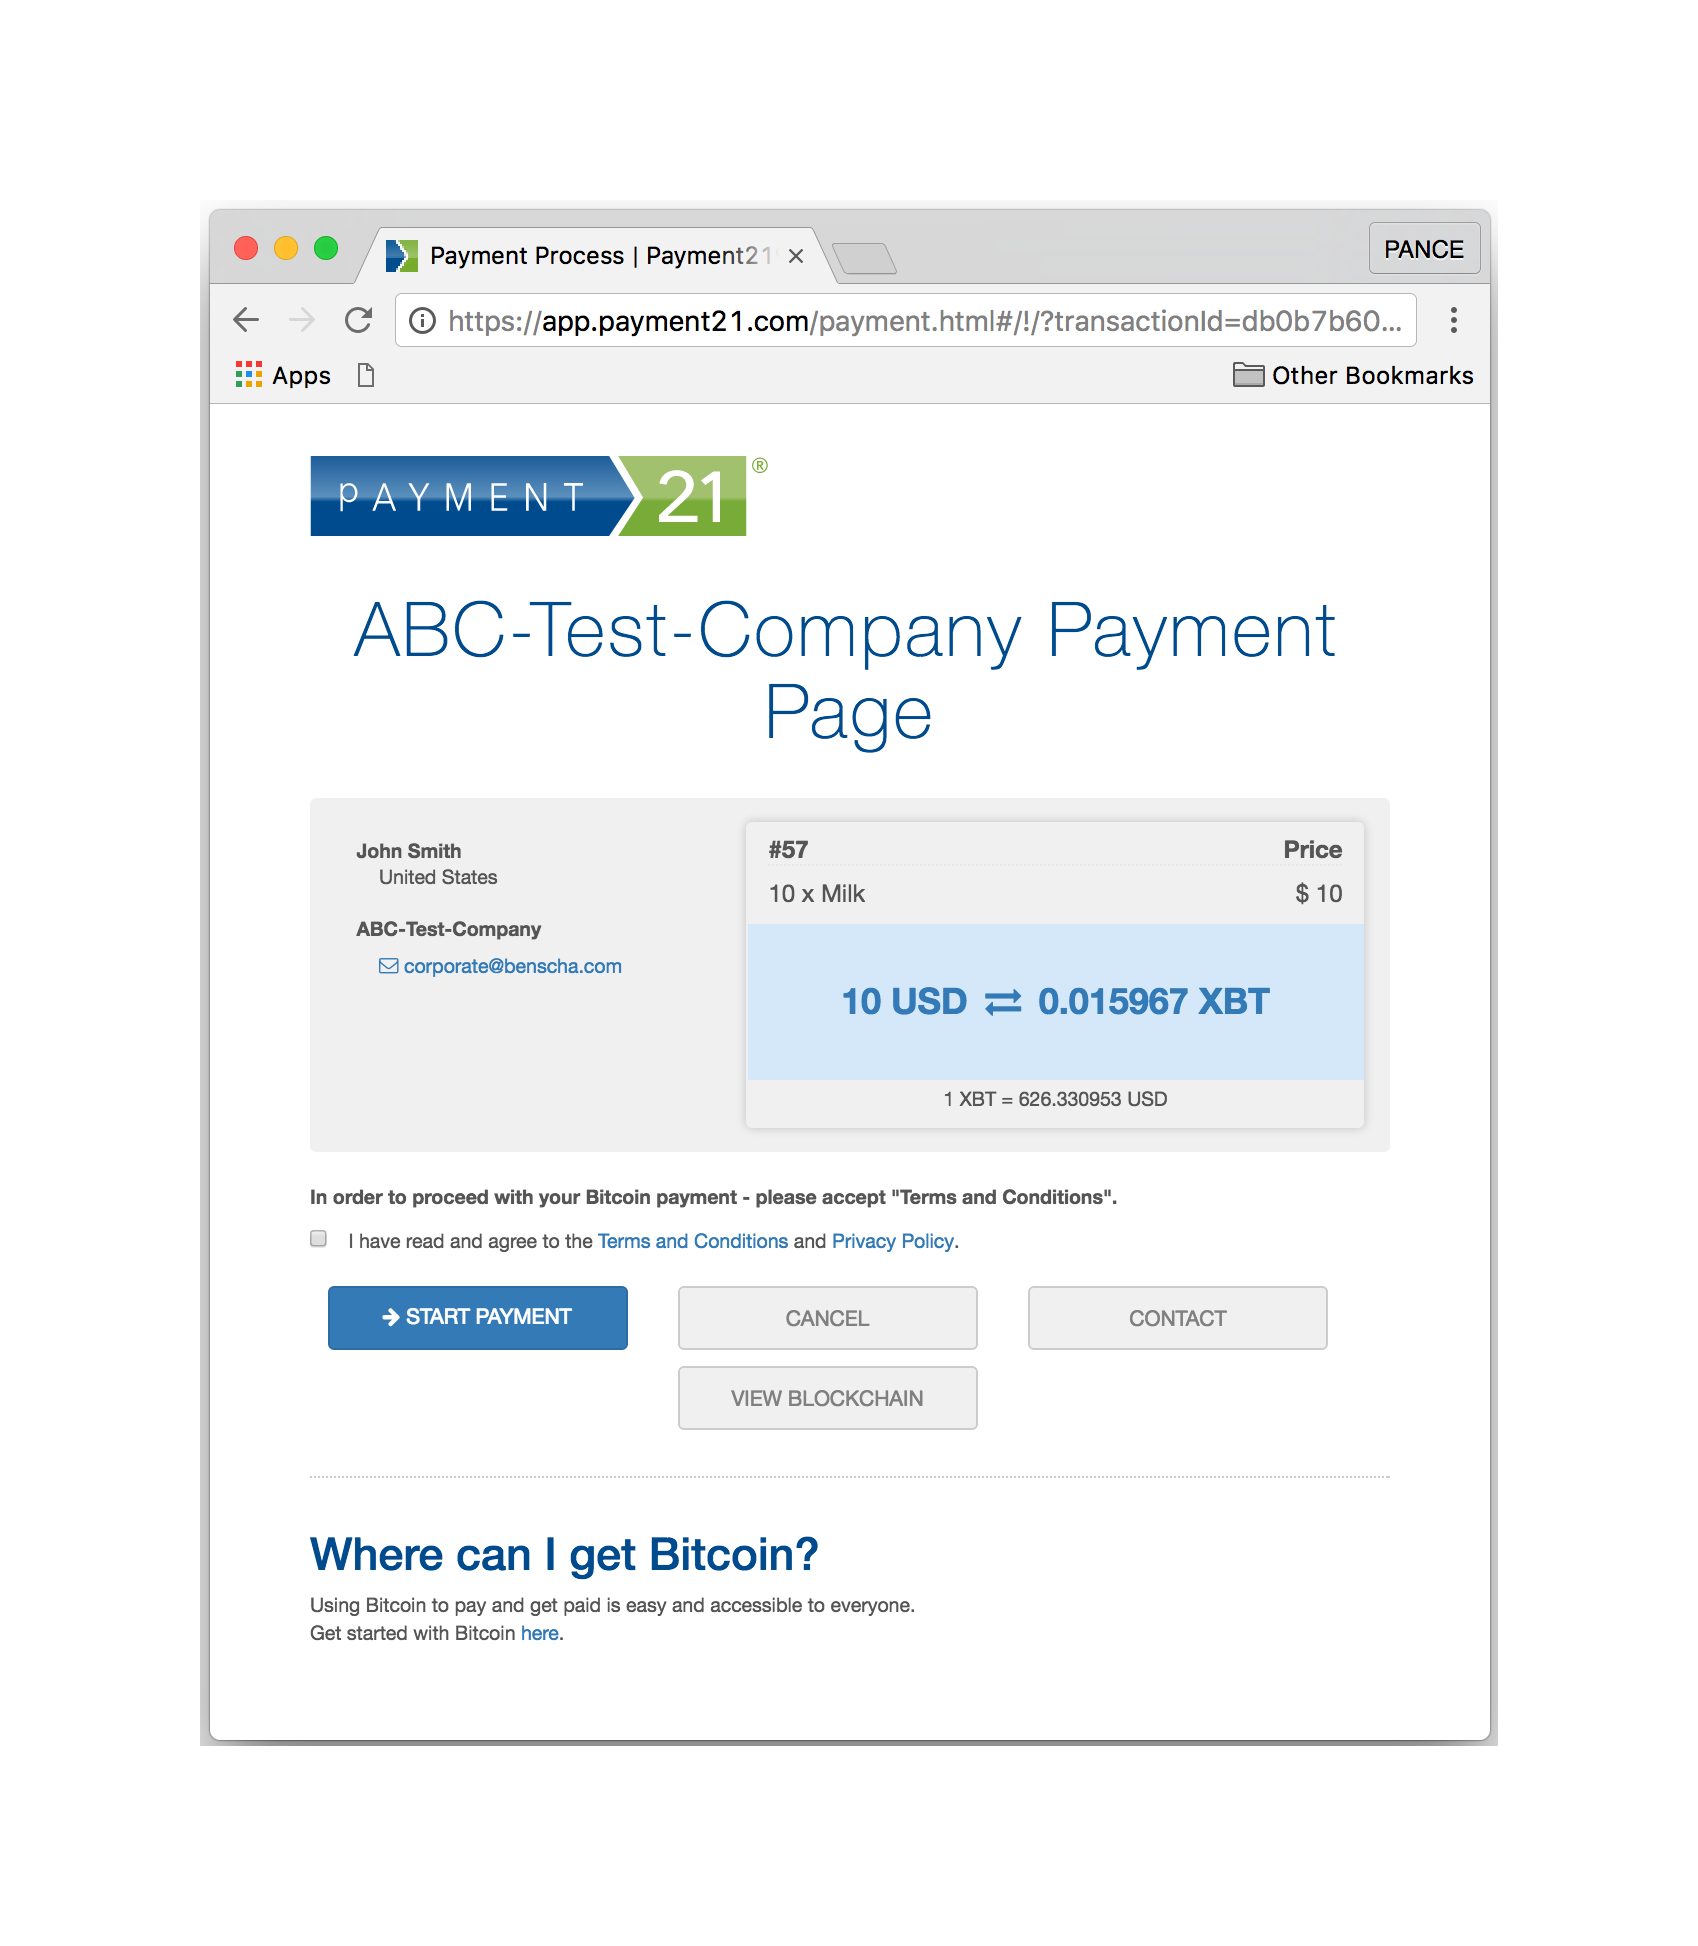 Payment Process | Payment21
PANCE
https://app.payment21.com/payment.html#/!/?transactionId=db0b7b60...
Apps
Other Bookmarks
PAYMENT 21®
ABC-Test-Company Payment
Page
John Smith
United States
ABC-Test-Company
corporate@benscha.com
#57 Price
10 x Milk $ 10
10 USD ⇄ 0.015967 XBT
1 XBT = 626.330953 USD
In order to proceed with your Bitcoin payment - please accept "Terms and Conditions".
I have read and agree to the Terms and Conditions and Privacy Policy.
START PAYMENT
CANCEL
CONTACT
VIEW BLOCKCHAIN
Where can I get Bitcoin?
Using Bitcoin to pay and get paid is easy and accessible to everyone.
Get started with Bitcoin here.